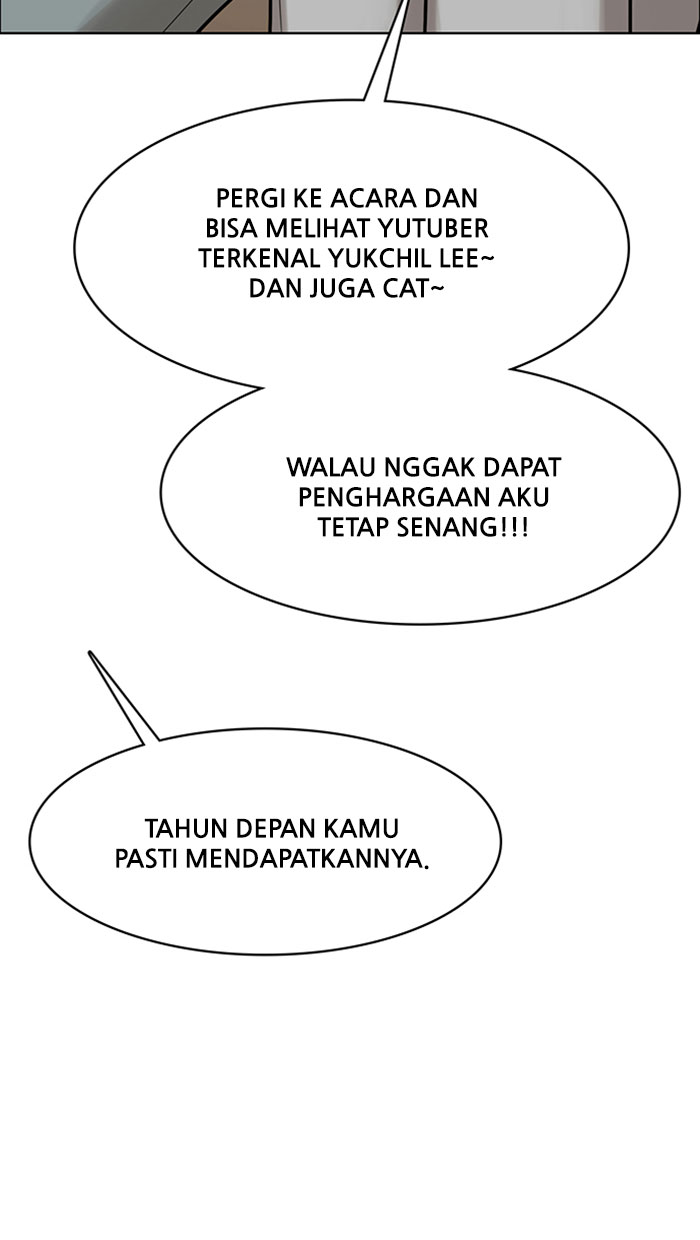 PERGI KE ACARA DAN
BISA MELIHAT YUTUBER
TERKENAL YUKCHIL LEE~
DAN JUGA CAT~
WALAU NGGAK DAPAT
PENGHARGAAN AKU
TETAP SENANG!!!
TAHUN DEPAN KAMU
PASTI MENDAPATKANNYA.